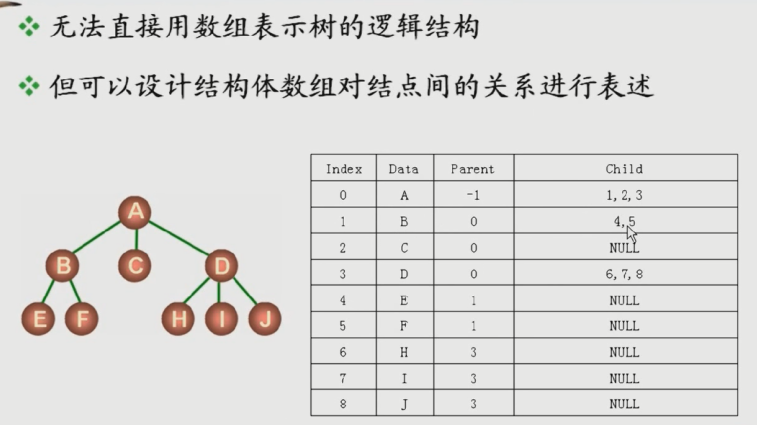 无法直接用数组表示树的逻辑结构
但可以设计结构体数组对结点间的关系进行表述
A
B C D
E F H I J
Index Data Parent Child
0 A -1 1,2,3
1 B 0 4,5
2 C 0 NULL
3 D 0 6,7,8
4 E 1 NULL
5 F 1 NULL
6 H 3 NULL
7 I 3 NULL
8 J 3 NULL